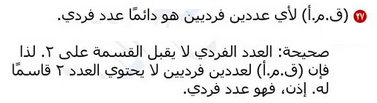 ٢٧ (ق.م.أ) لأي عددين فرديين هو دائمًا عدد فردي.
صحيحة: العدد الفردي لا يقبل القسمة على ٢. لذا
فإن (ق.م.أ) لعددين فرديين لا يحتوي العدد ٢ قاسمًا
له. إذن، فهو عدد فردي.